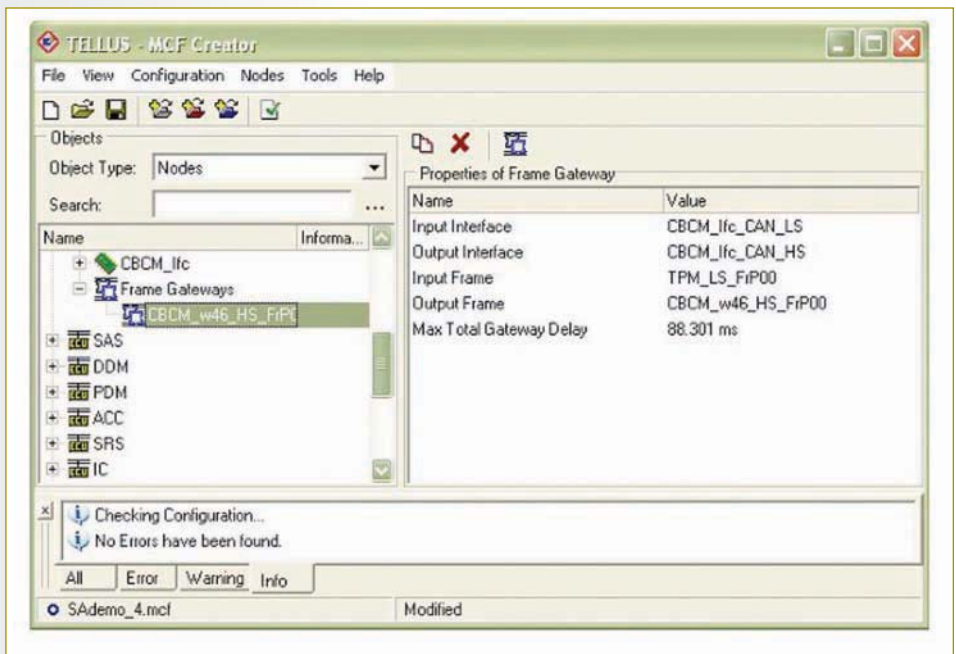 TELLUS - MCF Creator
File View Configuration Nodes Tools Help
Objects
Object Type: Nodes
Search: ...
Name Informa...
CBCM_Ifc
Frame Gateways
CBCM_w46_HS_FrP0
SAS
DDM
PDM
ACC
SRS
IC
Properties of Frame Gateway
Name Value
Input Interface CBCM_Ifc_CAN_LS
Output Interface CBCM_Ifc_CAN_HS
Input Frame TPM_LS_FrP00
Output Frame CBCM_w46_HS_FrP00
Max Total Gateway Delay 88.301 ms
Checking Configuration...
No Errors have been found.
All Error Warning Info
SAdemo_4.mcf Modified